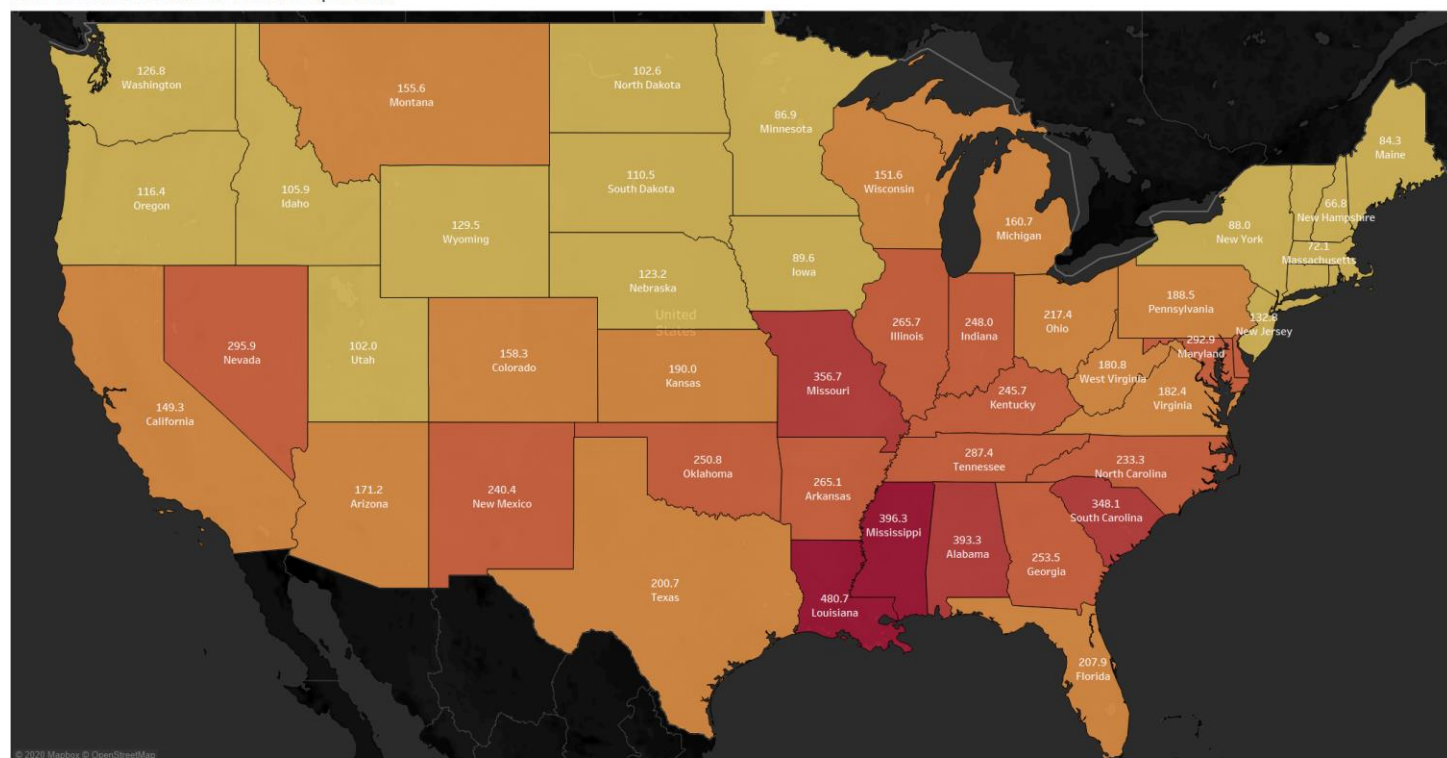 126.8
Washington
155.6
Montana
102.6
North Dakota
86.9
Minnesota
84.3
Maine
116.4
Oregon
105.9
Idaho
110.5
South Dakota
151.6
Wisconsin
66.8
New Hampshire
129.5
Wyoming
160.7
Michigan
88.0
New York
72.1
Massachusetts
89.6
Iowa
123.2
Nebraska
United
States
295.9
Nevada
102.0
Utah
158.3
Colorado
190.0
Kansas
356.7
Missouri
265.7
Illinois
248.0
Indiana
217.4
Ohio
188.5
Pennsylvania
132.8
New Jersey
292.9
Maryland
149.3
California
245.7
Kentucky
180.8
West Virginia
182.4
Virginia
171.2
Arizona
240.4
New Mexico
250.8
Oklahoma
265.1
Arkansas
287.4
Tennessee
233.3
North Carolina
348.1
South Carolina
396.3
Mississippi
393.3
Alabama
253.5
Georgia
200.7
Texas
480.7
Louisiana
207.9
Florida
© 2020 Mapbox © OpenStreetMap